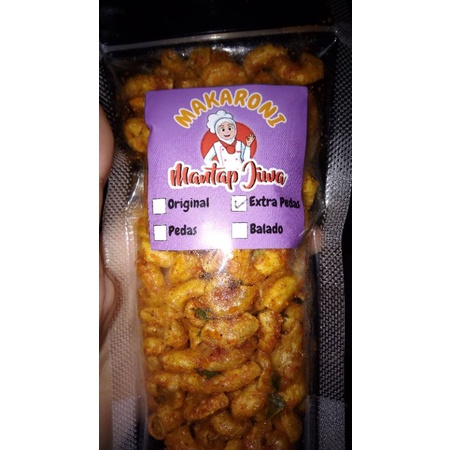 MAKARONI
Mantap Jiwa
Original
Extra Pedas
Pedas
Balado